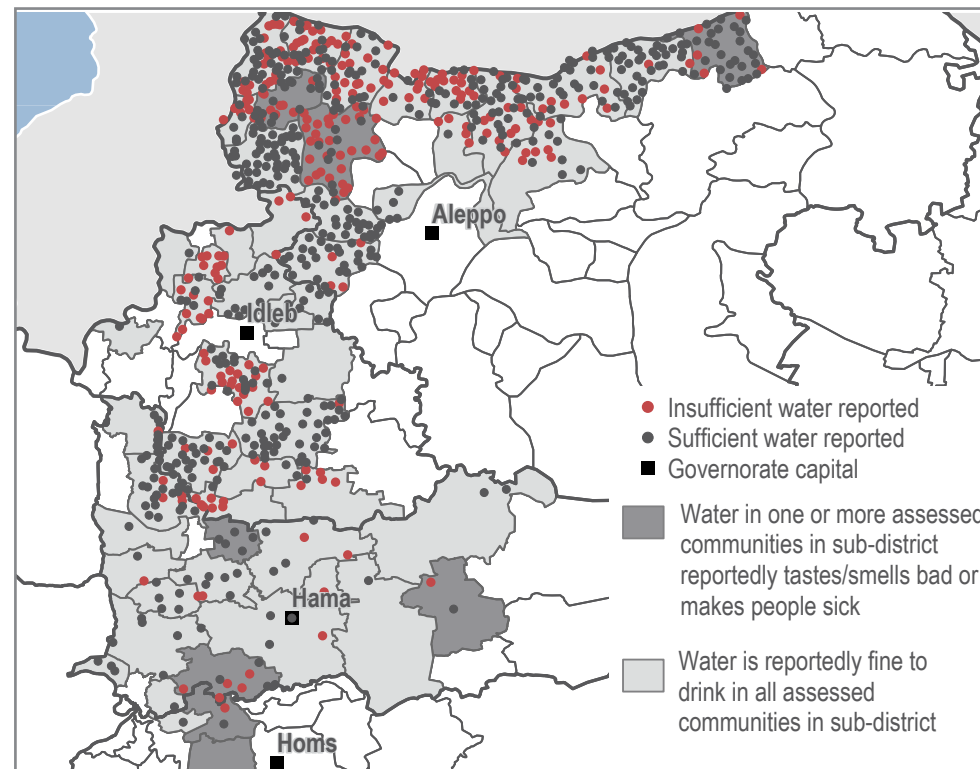 Aleppo
Idleb
Insufficient water reported
Sufficient water reported
Governorate capital
Water in one or more assessed
communities in sub-district
reportedly tastes/smells bad or
makes people sick
Hama
Water is reportedly fine to
drink in all assessed
communities in sub-district
Homs